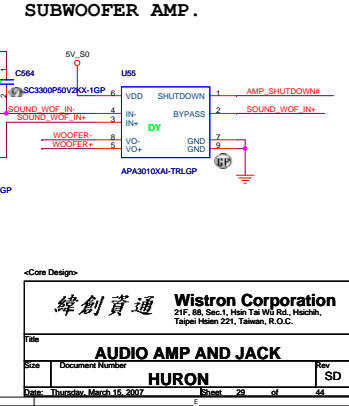 SUBWOOFER AMP.
5V_S0
C564
U55
SC3300P50V2KX-1GP
6 VDD SHUTDOWN 1 AMP_SHUTDOWN#
SOUND_WOF_IN- 4 IN- BYPASS 2 SOUND_WOF_IN+
SOUND_WOF_IN+ 3 IN+
DY
WOOFER- 8 VO- GND 7
WOOFER+ 5 VO+ GND 9
GP
APA3010XAI-TRLGP
GP
<Core Design>
緯創資通 Wistron Corporation
21F, 88, Sec.1, Hsin Tai Wu Rd., Hsichih,
Taipei Hsien 221, Taiwan, R.O.C.
Title
AUDIO AMP AND JACK
Size Document Number Rev
HURON SD
Date: Thursday, March 15, 2007 Sheet 29 of 44
E